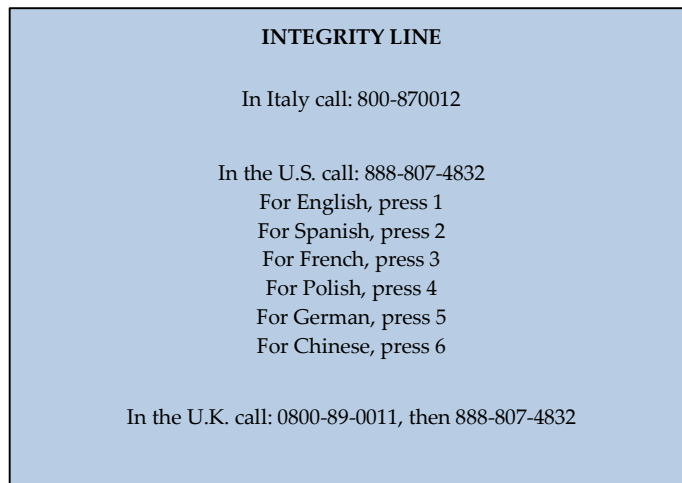 INTEGRITY LINE
In Italy call: 800-870012
In the U.S. call: 888-807-4832
For English, press 1
For Spanish, press 2
For French, press 3
For Polish, press 4
For German, press 5
For Chinese, press 6
In the U.K. call: 0800-89-0011, then 888-807-4832